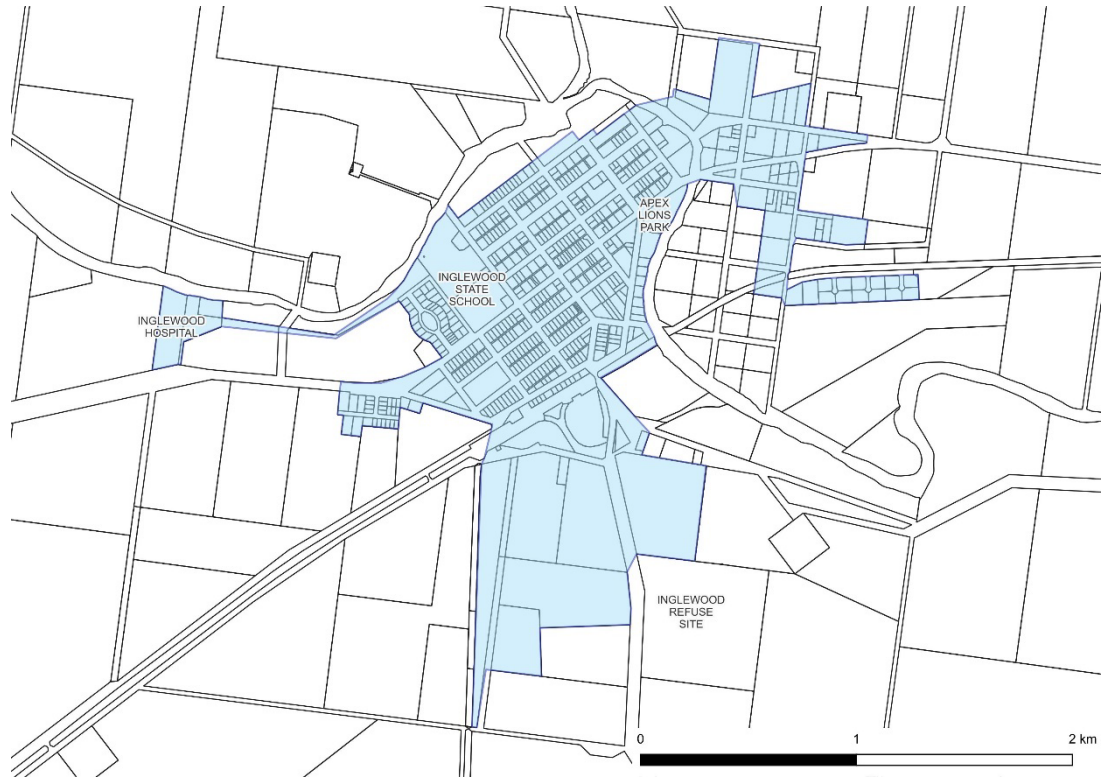 APEX
LIONS
PARK
INGLEWOOD
STATE
SCHOOL
INGLEWOOD
HOSPITAL
INGLEWOOD
REFUSE
SITE
0 1 2 km